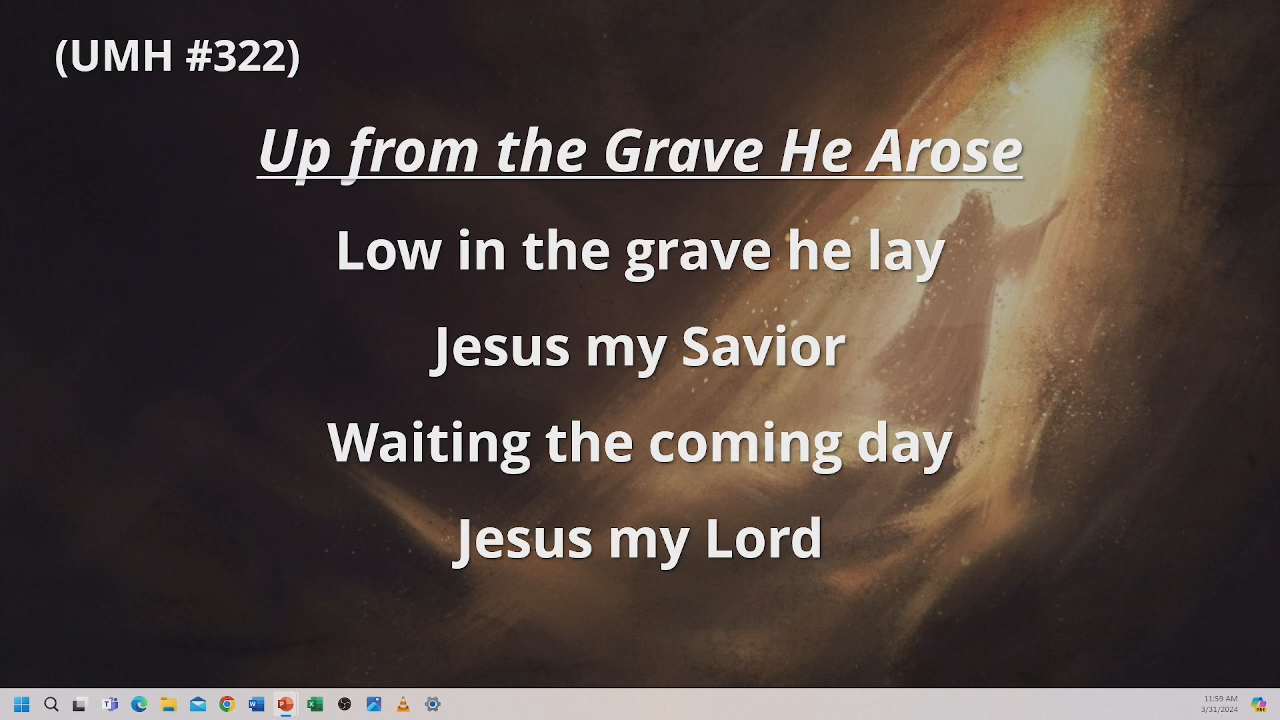 (UMH #322)
Up from the Grave He Arose
Low in the grave he lay
Jesus my Savior
Waiting the coming day
Jesus my Lord
11:59 AM
3/31/2024